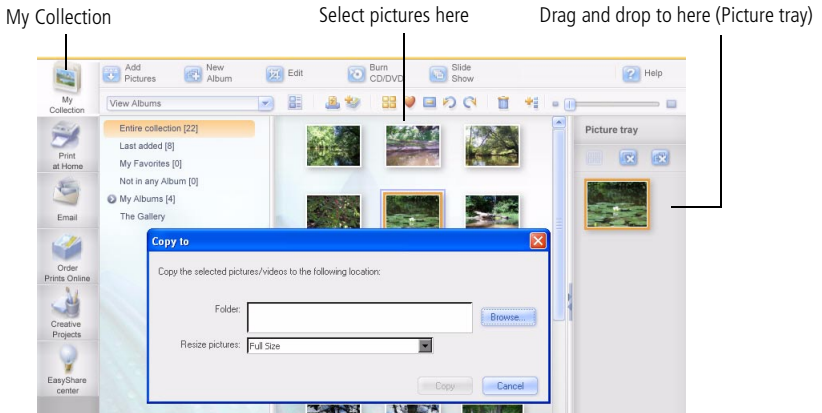 My Collection
Select pictures here
Drag and drop to here (Picture tray)
Add Pictures
New Album
Edit
Burn CD/DVD
Slide Show
Help
My Collection
View Albums
Print at Home
Email
Order Prints Online
Creative Projects
EasyShare center
Entire collection [22]
Last added [8]
My Favorites [0]
Not in any Album [0]
My Albums [4]
The Gallery
Picture tray
Copy to
Copy the selected pictures/videos to the following location:
Folder:
Browse...
Resize pictures:
Full Size
Copy
Cancel